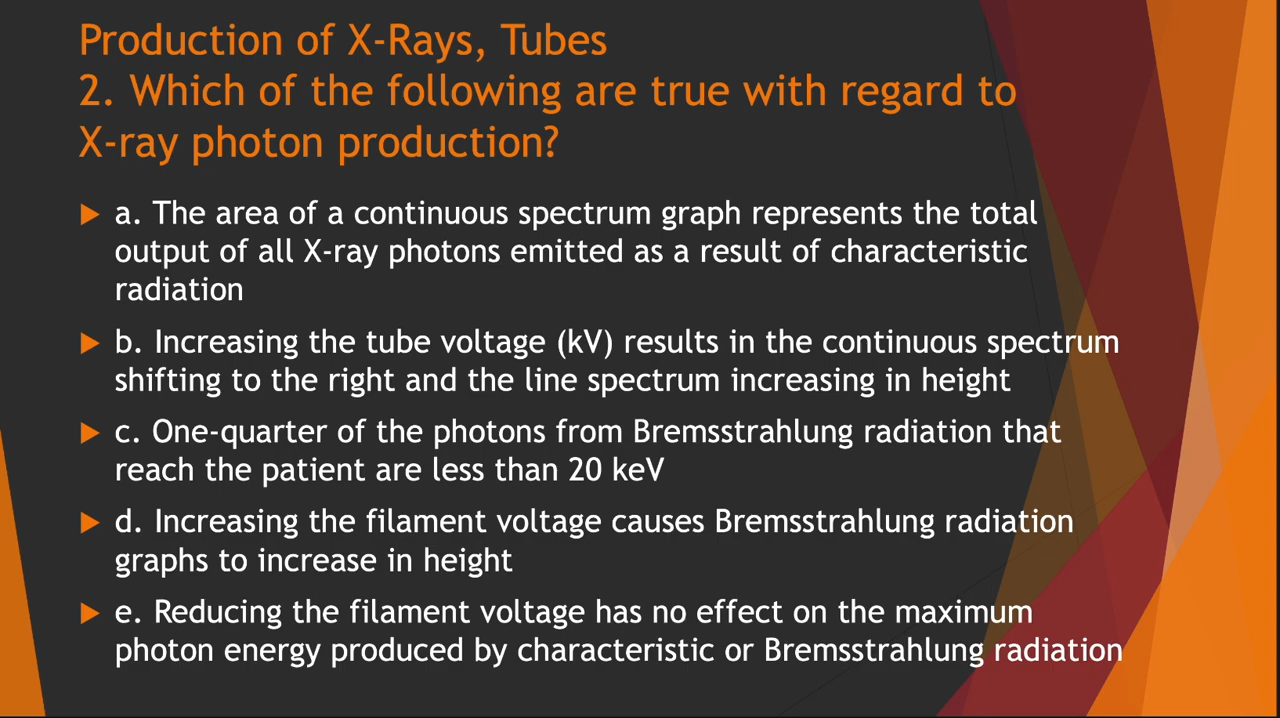 Production of X-Rays, Tubes
2. Which of the following are true with regard to
X-ray photon production?
a. The area of a continuous spectrum graph represents the total
output of all X-ray photons emitted as a result of characteristic
radiation
b. Increasing the tube voltage (kV) results in the continuous spectrum
shifting to the right and the line spectrum increasing in height
c. One-quarter of the photons from Bremsstrahlung radiation that
reach the patient are less than 20 keV
d. Increasing the filament voltage causes Bremsstrahlung radiation
graphs to increase in height
e. Reducing the filament voltage has no effect on the maximum
photon energy produced by characteristic or Bremsstrahlung radiation